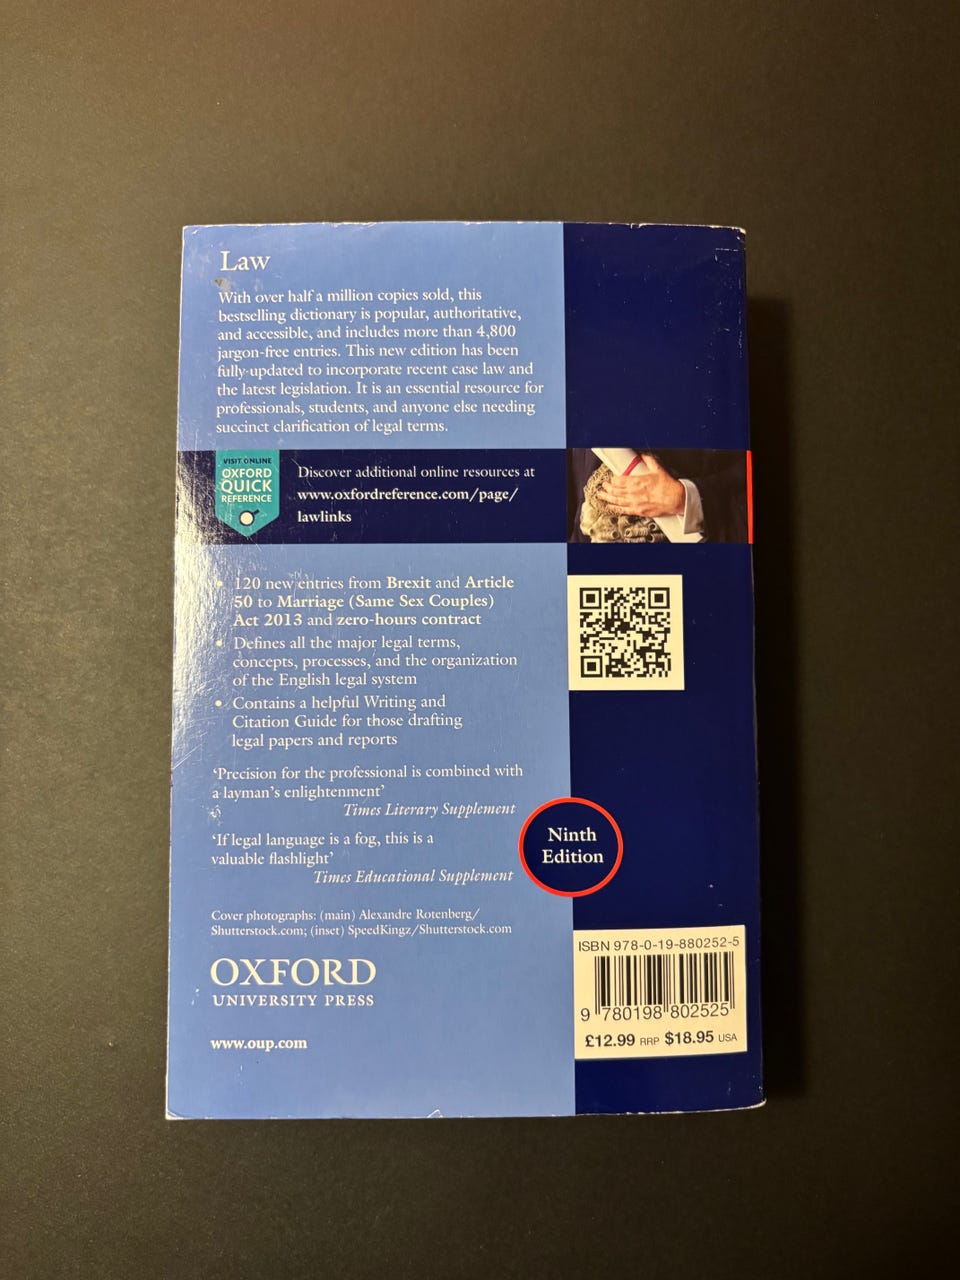 Law
With over half a million copies sold, this
bestselling dictionary is popular, authoritative,
and accessible, and includes more than 4,800
jargon-free entries. This new edition has been
fully-updated to incorporate recent case law and
the latest legislation. It is an essential resource for
professionals, students, and anyone else needing
succinct clarification of legal terms.
VISIT ONLINE
OXFORD
QUICK
REFERENCE
Discover additional online resources at
www.oxfordreference.com/page/
lawlinks
• 120 new entries from Brexit and Article
50 to Marriage (Same Sex Couples)
Act 2013 and zero-hours contract
• Defines all the major legal terms,
concepts, processes, and the organization
of the English legal system
• Contains a helpful Writing and
Citation Guide for those drafting
legal papers and reports
‘Precision for the professional is combined with
a layman’s enlightenment’
Times Literary Supplement
‘If legal language is a fog, this is a
valuable flashlight’
Times Educational Supplement
Ninth
Edition
Cover photographs: (main) Alexandre Rotenberg/
Shutterstock.com; (inset) SpeedKingz/Shutterstock.com
OXFORD
UNIVERSITY PRESS
www.oup.com
ISBN 978-0-19-880252-5
9 780198 802525
£12.99 RRP $18.95 USA